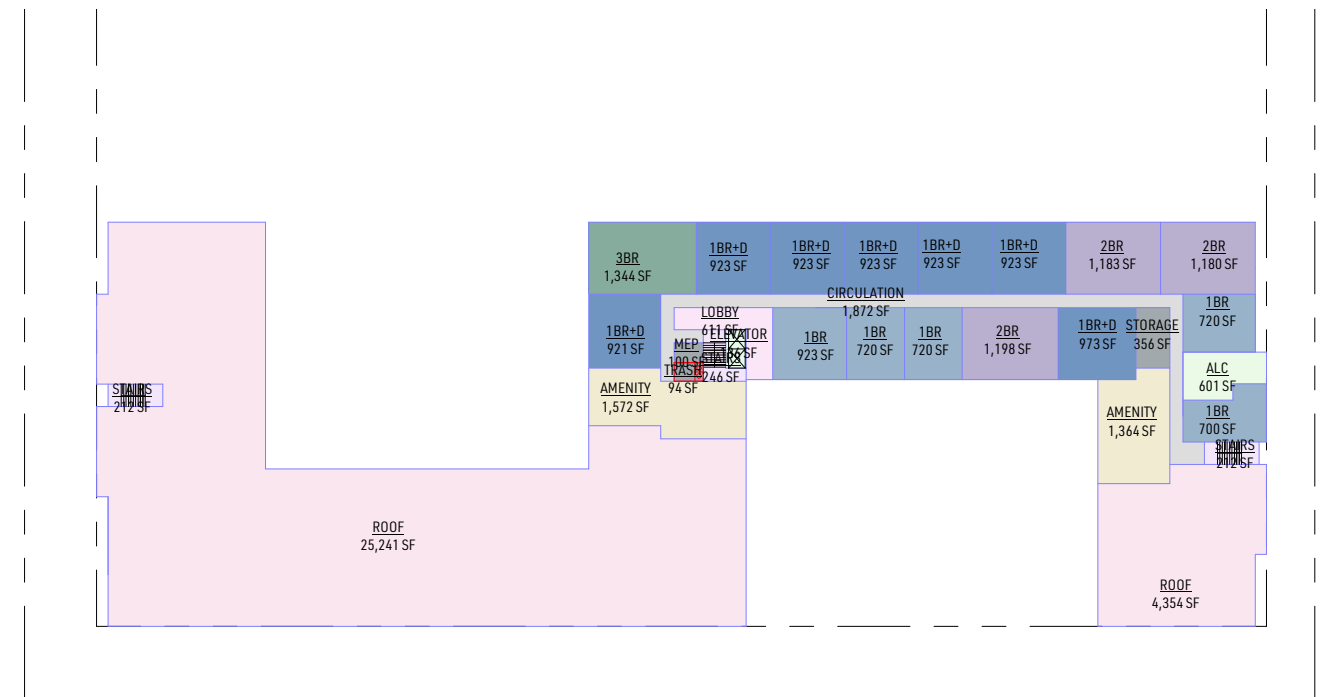 3BR
1,344 SF
1BR+D
923 SF
1BR+D
923 SF
1BR+D
923 SF
1BR+D
923 SF
1BR+D
923 SF
2BR
1,183 SF
2BR
1,180 SF
CIRCULATION
1,872 SF
1BR
720 SF
LOBBY
611 SF
1BR+D
921 SF
ELEVATOR
MEP
100 SF
STAIRS
246 SF
TRASH
94 SF
1BR
923 SF
1BR
720 SF
1BR
720 SF
2BR
1,198 SF
1BR+D
973 SF
STORAGE
356 SF
ALC
601 SF
STAIRS
212 SF
AMENITY
1,572 SF
AMENITY
1,364 SF
1BR
700 SF
STAIRS
212 SF
ROOF
25,241 SF
ROOF
4,354 SF